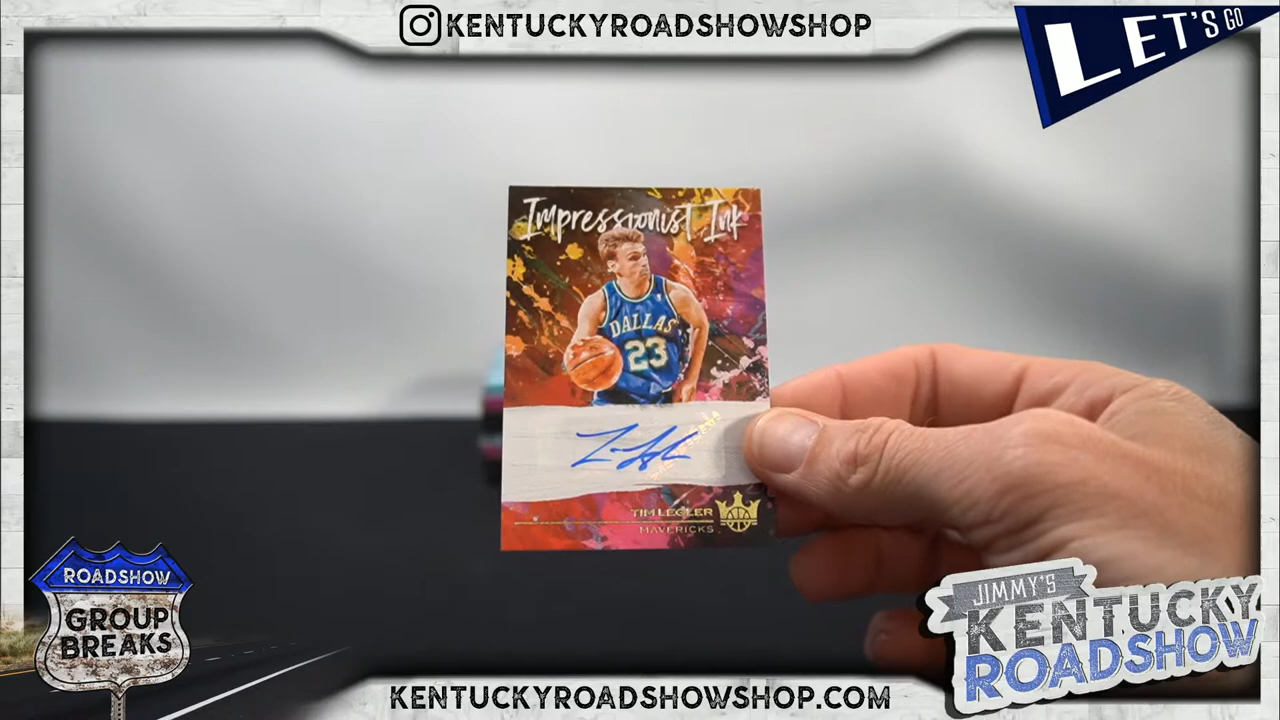 KENTUCKYROADSHOWSHOP
LET'S GO
Impressionist Ink
DALLAS
23
TIM LEGLER
MAVERICKS
ROADSHOW
GROUP
BREAKS
JIMMY'S
KENTUCKY
ROADSHOW
KENTUCKYROADSHOWSHOP.COM